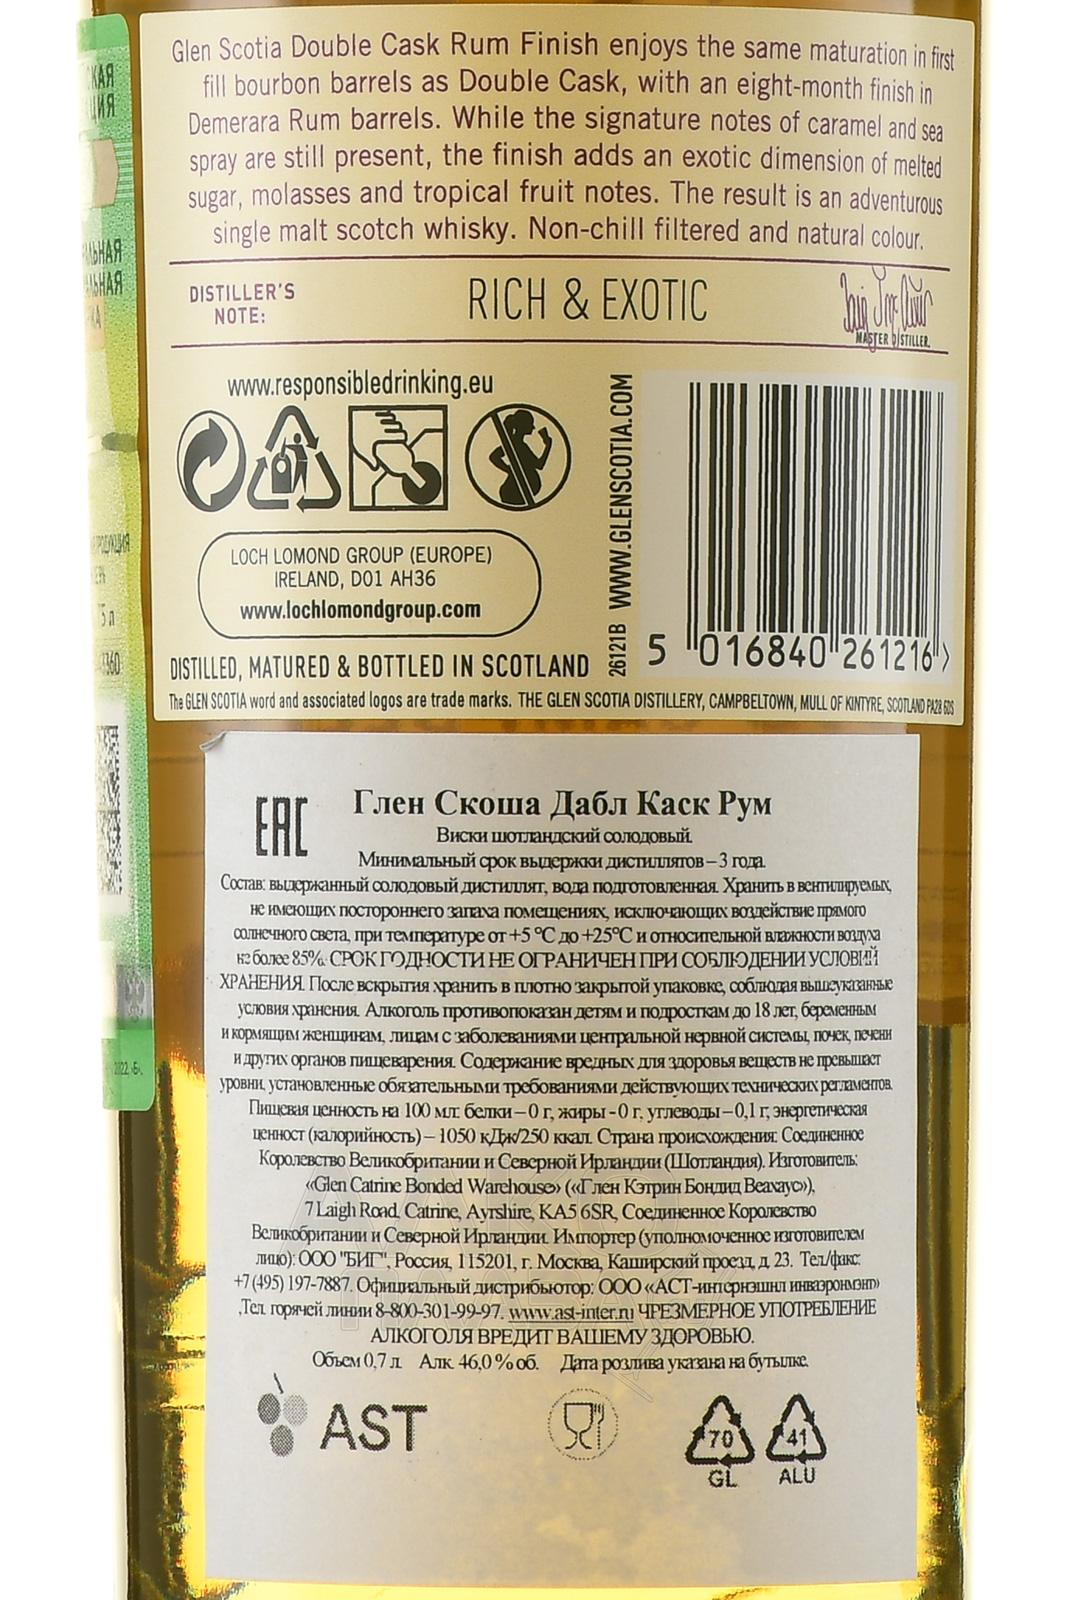 Glen Scotia Double Cask Rum Finish enjoys the same maturation in first
fill bourbon barrels as Double Cask, with an eight-month finish in
Demerara Rum barrels. While the signature notes of caramel and sea
spray are still present, the finish adds an exotic dimension of melted
sugar, molasses and tropical fruit notes. The result is an adventurous
single malt scotch whisky. Non-chill filtered and natural colour.
DISTILLER'S
NOTE:
RICH & EXOTIC
MASTER DISTILLER.
www.responsibledrinking.eu
LOCH LOMOND GROUP (EUROPE)
IRELAND, D01 AH36
www.lochlomondgroup.com
DISTILLED, MATURED & BOTTLED IN SCOTLAND
26121B WWW.GLENSCOTIA.COM
5 016840 261216 >
The GLEN SCOTIA word and associated logos are trade marks. THE GLEN SCOTIA DISTILLERY, CAMPBELTOWN, MULL OF KINTYRE, SCOTLAND PA28 6DS
EAC
Глен Скоша Дабл Каск Рум
Виски шотландский солодовый.
Минимальный срок выдержки дистиллятов – 3 года.
Состав: выдержанный солодовый дистиллят, вода подготовленная. Хранить в вентилируемых,
не имеющих постороннего запаха помещениях, исключающих воздействие прямого
солнечного света, при температуре от +5 °С до +25°С и относительной влажности воздуха
не более 85%. СРОК ГОДНОСТИ НЕ ОГРАНИЧЕН ПРИ СОБЛЮДЕНИИ УСЛОВИЙ
ХРАНЕНИЯ. После вскрытия хранить в плотно закрытой упаковке, соблюдая вышеуказанные
условия хранения. Алкоголь противопоказан детям и подросткам до 18 лет, беременным
и кормящим женщинам, лицам с заболеваниями центральной нервной системы, почек, печени
и других органов пищеварения. Содержание вредных для здоровья веществ не превышает
уровни, установленные обязательными требованиями действующих технических регламентов.
Пищевая ценность на 100 мл: белки – 0 г, жиры - 0 г, углеводы – 0,1 г, энергетическая
ценност (калорийность) – 1050 кДж/250 ккал. Страна происхождения: Соединенное
Королевство Великобритании и Северной Ирландии (Шотландия). Изготовитель:
«Glen Catrine Bonded Warehouse» («Глен Кэтрин Бондид Веахаус»),
7 Laigh Road, Catrine, Ayrshire, KA5 6SR, Соединенное Королевство
Великобритании и Северной Ирландии. Импортер (уполномоченное изготовителем
лицо): ООО "БИГ", Россия, 115201, г. Москва, Каширский проезд, д. 23. Тел./факс:
+7 (495) 197-7887. Официальный дистрибьютор: ООО «АСТ-интернэшнл инваэронмэнт»
,Тел. горячей линии 8-800-301-99-97. www.ast-inter.ru ЧРЕЗМЕРНОЕ УПОТРЕБЛЕНИЕ
АЛКОГОЛЯ ВРЕДИТ ВАШЕМУ ЗДОРОВЬЮ.
Объем 0,7 л. Алк. 46,0 % об. Дата розлива указана на бутылке.
AST
70
GL
41
ALU